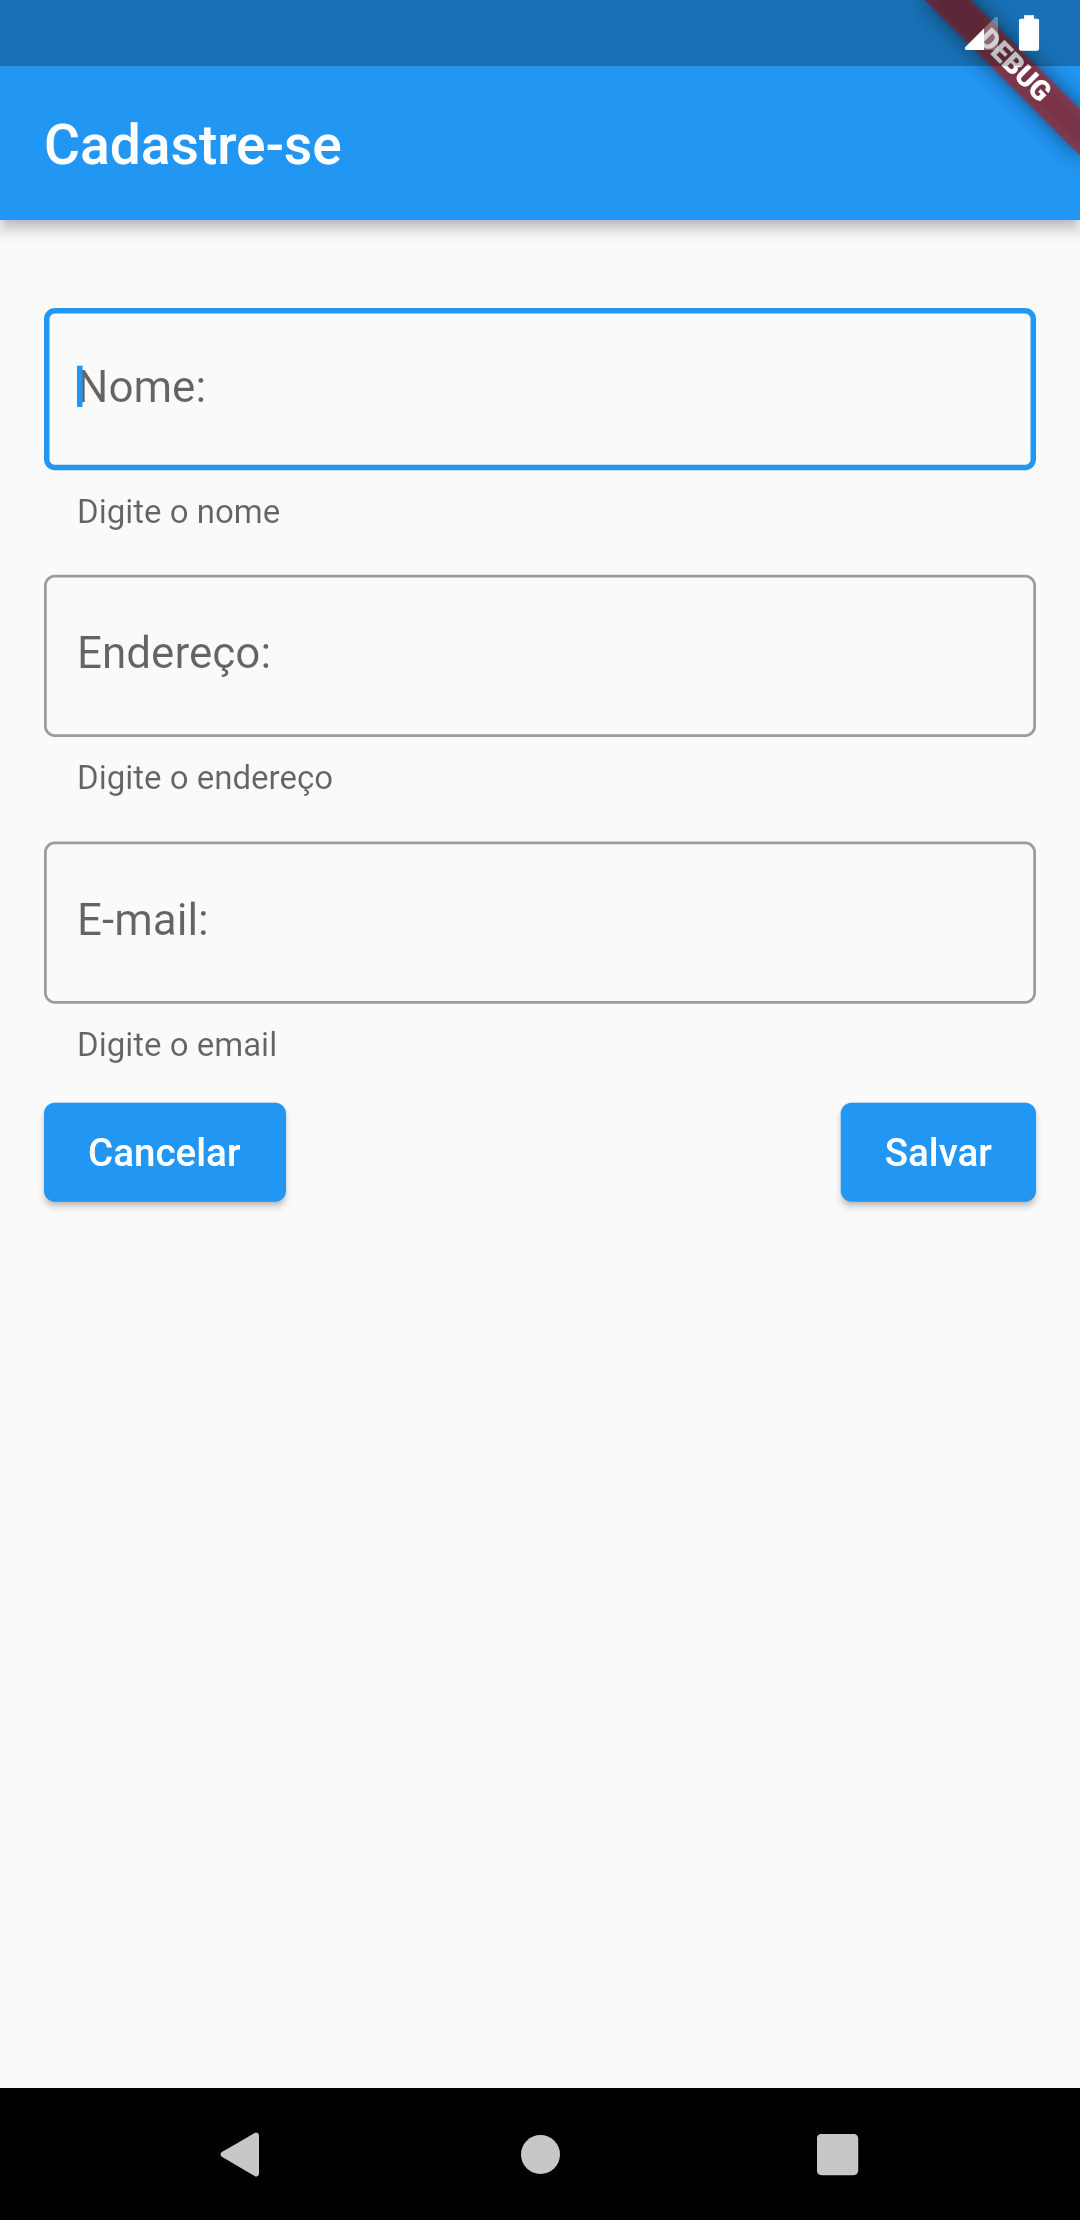 DEBUG
Cadastre-se
Nome:
Digite o nome
Endereço:
Digite o endereço
E-mail:
Digite o email
Cancelar
Salvar